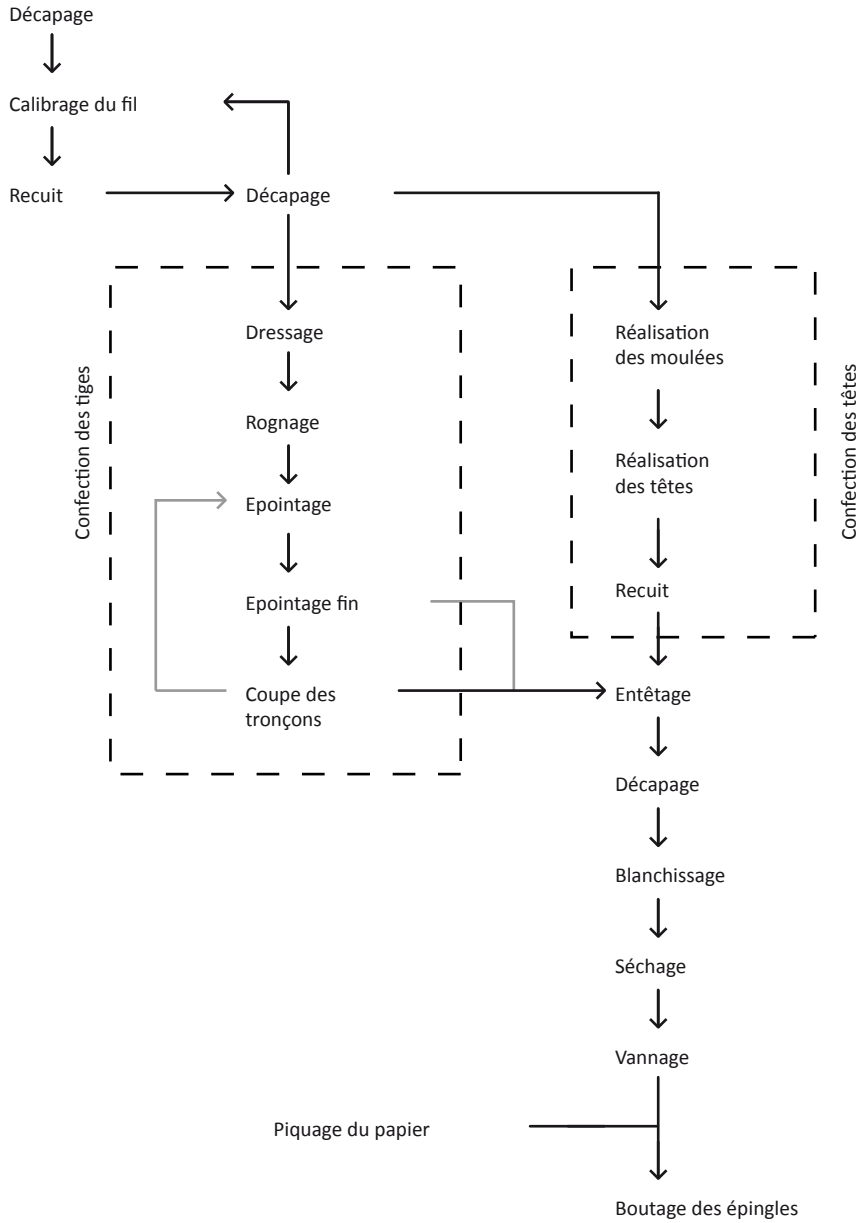 Décapage
Calibrage du fil
Recuit
Décapage
Confection des tiges
Dressage
Rognage
Epointage
Epointage fin
Coupe des
tronçons
Réalisation
des moulées
Réalisation
des têtes
Recuit
Confection des têtes
Entêtage
Décapage
Blanchissage
Séchage
Vannage
Piquage du papier
Boutage des épingles